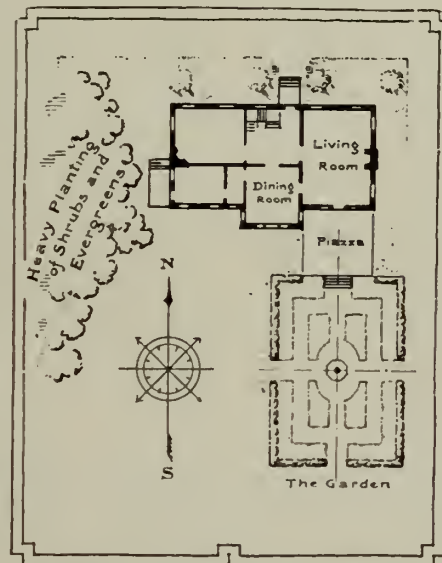 Living
Room
Dining
Room
Heavy Planting
of Shrubs and
Evergreens
Piazza
N
S
The Garden